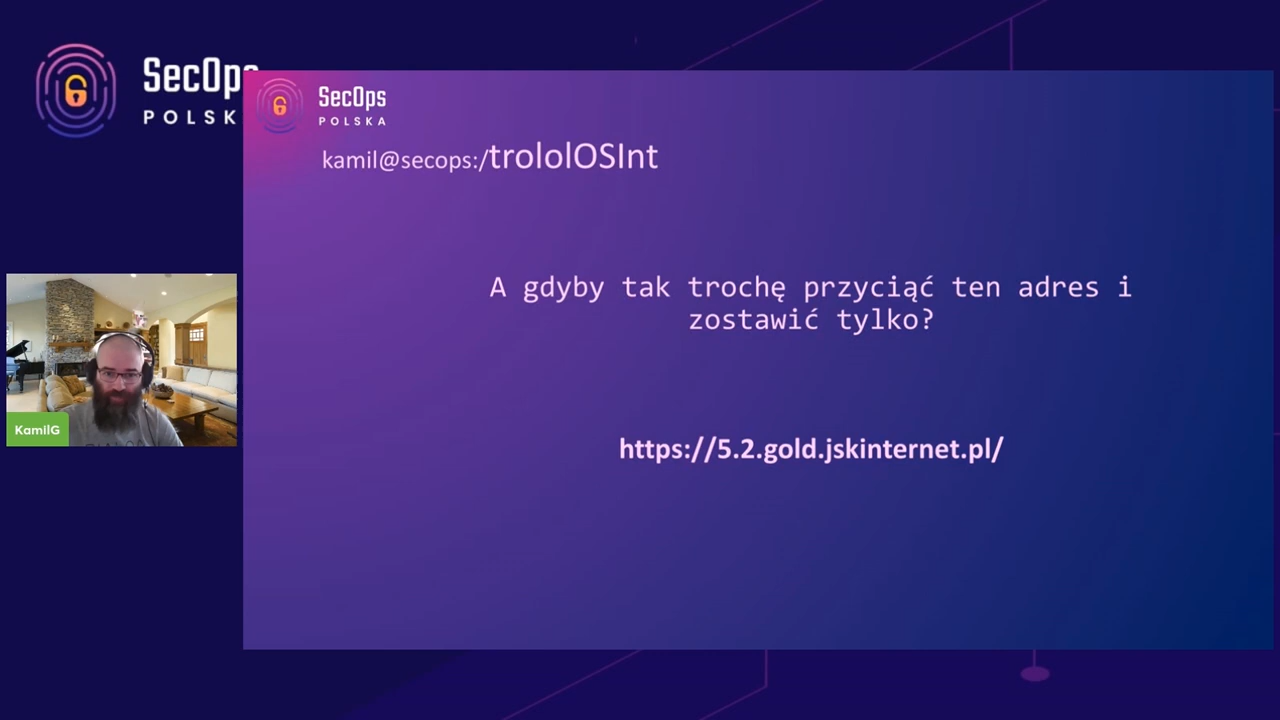 SecOps
POLSK
SecOps
POLSKA
kamil@secops:/trololOSInt
A gdyby tak trochę przyciąć ten adres i
zostawić tylko?
https://5.2.gold.jskinternet.pl/
KamilG